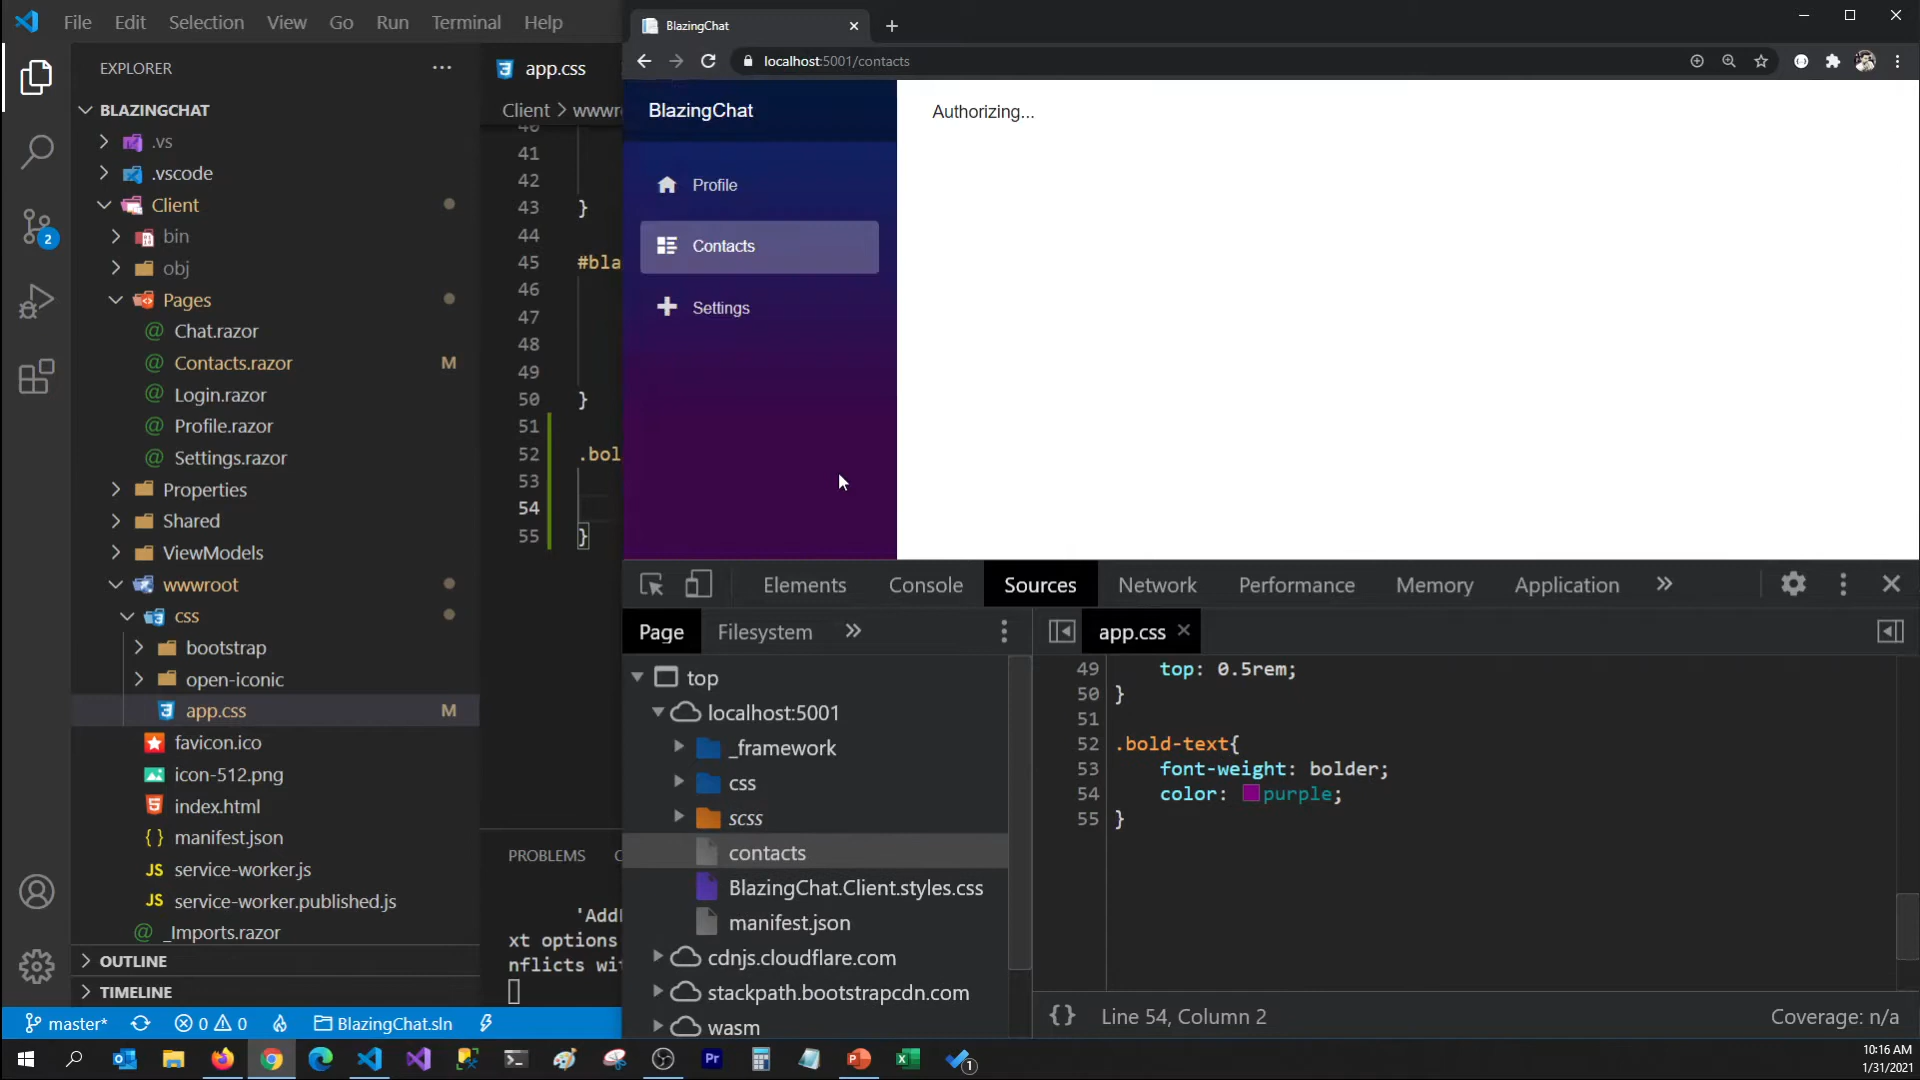 File Edit Selection View Go Run Terminal Help
EXPLORER
BLAZINGCHAT
.vs
.vscode
Client
bin
obj
Pages
Chat.razor
Contacts.razor M
Login.razor
Profile.razor
Settings.razor
Properties
Shared
ViewModels
wwwroot
css
bootstrap
open-iconic
app.css M
favicon.ico
icon-512.png
index.html
manifest.json
service-worker.js
service-worker.published.js
_Imports.razor
OUTLINE
TIMELINE
2
app.css
Client > wwwr
41
42
43 }
44
45 #bla
46
47
48
49
50 }
51
52 .bol
53
54
55 }
PROBLEMS
'Add
xt options
nflicts wi
master* 0 0 BlazingChat.sln
BlazingChat
localhost:5001/contacts
BlazingChat
Profile
Contacts
Settings
Authorizing...
Elements Console Sources Network Performance Memory Application »
Page Filesystem »
top
localhost:5001
_framework
css
scss
contacts
BlazingChat.Client.styles.css
manifest.json
cdnjs.cloudflare.com
stackpath.bootstrapcdn.com
wasm
app.css
49 top: 0.5rem;
50 }
51
52 .bold-text{
53 font-weight: bolder;
54 color: purple;
55 }
{} Line 54, Column 2 Coverage: n/a
10:16 AM
1/31/2021